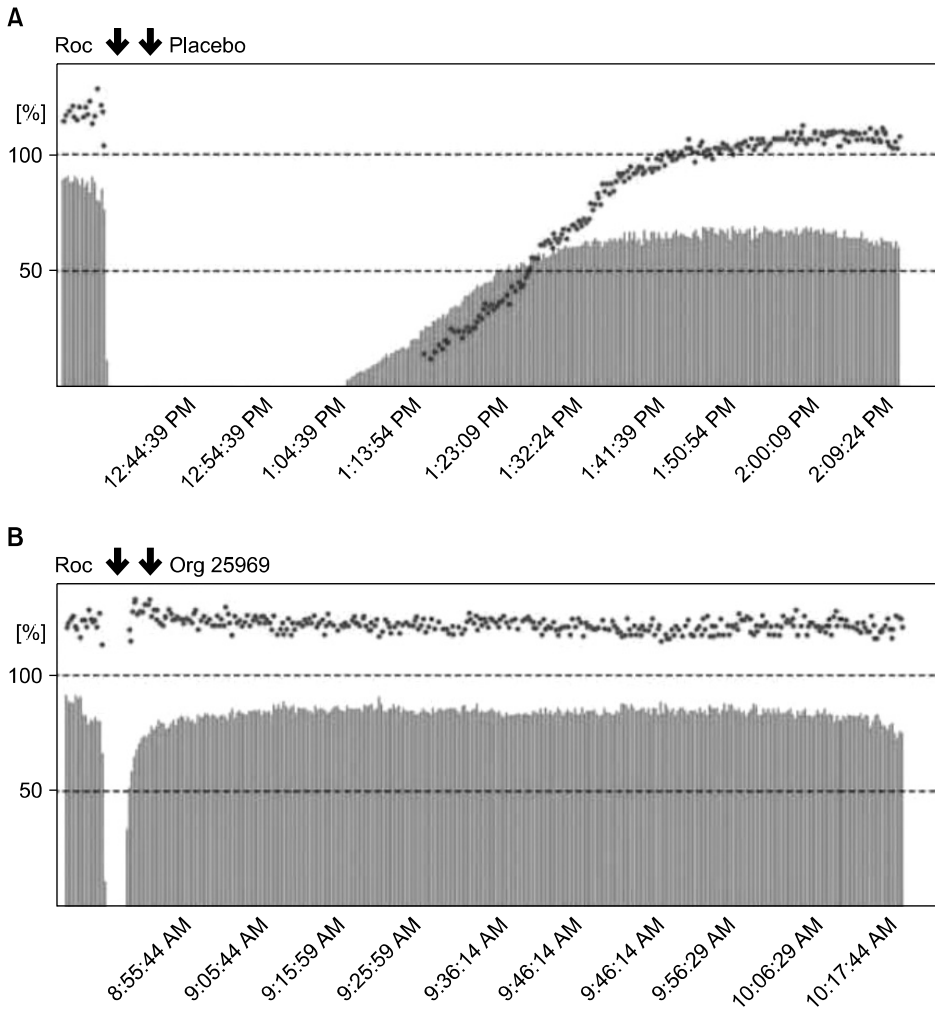 A
Roc Placebo
[%]
100
50
12:44:39 PM
12:54:39 PM
1:04:39 PM
1:13:54 PM
1:23:09 PM
1:32:24 PM
1:41:39 PM
1:50:54 PM
2:00:09 PM
2:09:24 PM
B
Roc Org 25969
[%]
100
50
8:55:44 AM
9:05:44 AM
9:15:59 AM
9:25:59 AM
9:36:14 AM
9:46:14 AM
9:46:14 AM
9:56:29 AM
10:06:29 AM
10:17:44 AM